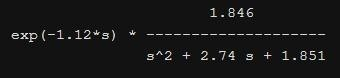 1.846
exp(-1.12*s) * --------------------
s^2 + 2.74 s + 1.851